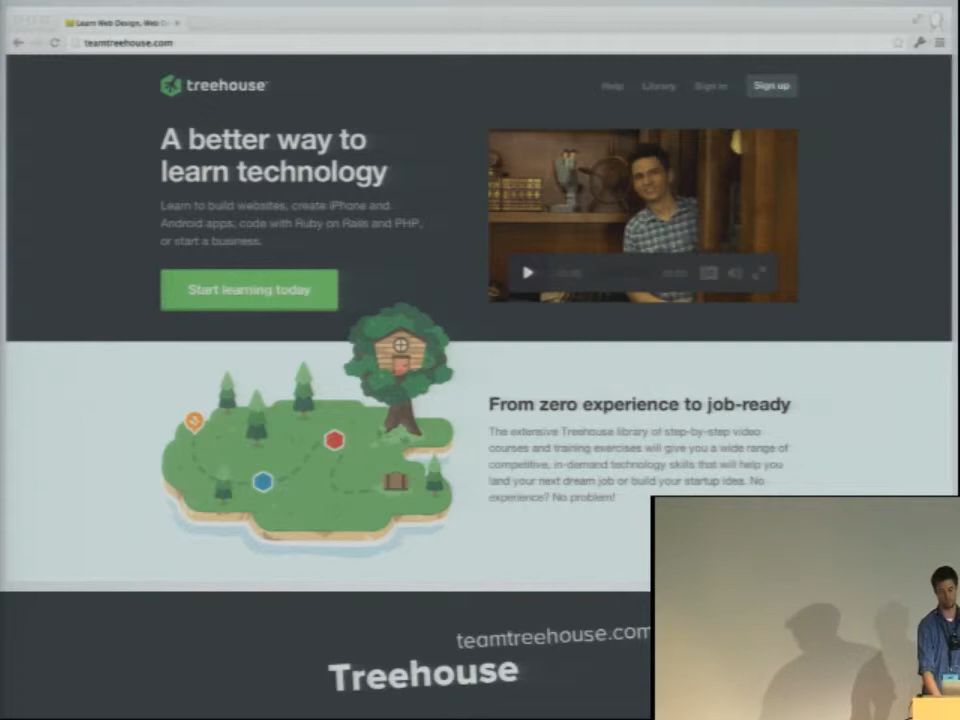 Learn Web Design, Web D
teamtreehouse.com
treehouse
Help Library Sign in Sign up
A better way to
learn technology
Learn to build websites, create iPhone and
Android apps, code with Ruby on Rails and PHP,
or start a business.
Start learning today
From zero experience to job-ready
The extensive Treehouse library of step-by-step video
courses and training exercises will give you a wide range of
competitive, in-demand technology skills that will help you
land your next dream job or build your startup idea. No
experience? No problem!
teamtreehouse.com
Treehouse